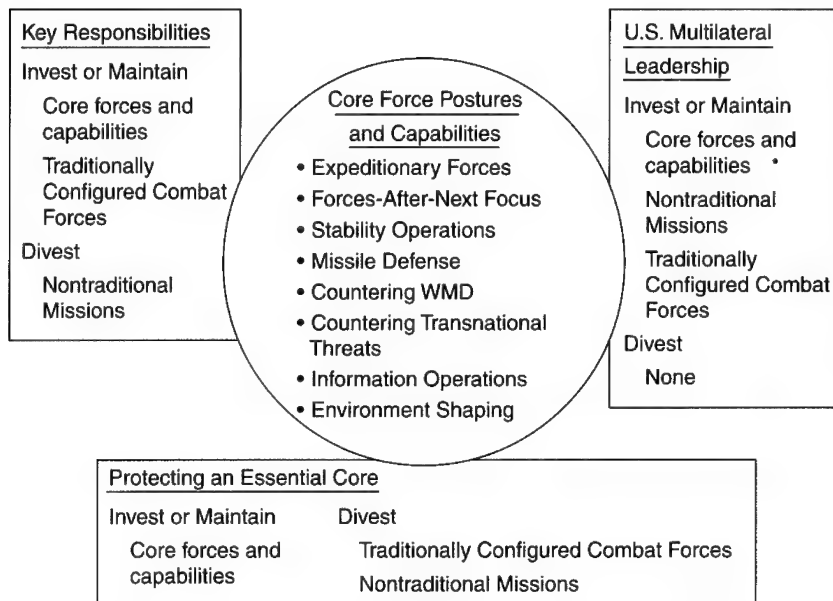 Key Responsibilities
Invest or Maintain
Core forces and
capabilities
Traditionally
Configured Combat
Forces
Divest
Nontraditional
Missions
Core Force Postures
and Capabilities
• Expeditionary Forces
• Forces-After-Next Focus
• Stability Operations
• Missile Defense
• Countering WMD
• Countering Transnational
Threats
• Information Operations
• Environment Shaping
U.S. Multilateral
Leadership
Invest or Maintain
Core forces and
capabilities
Nontraditional
Missions
Traditionally
Configured Combat
Forces
Divest
None
Protecting an Essential Core
Invest or Maintain
Core forces and
capabilities
Divest
Traditionally Configured Combat Forces
Nontraditional Missions